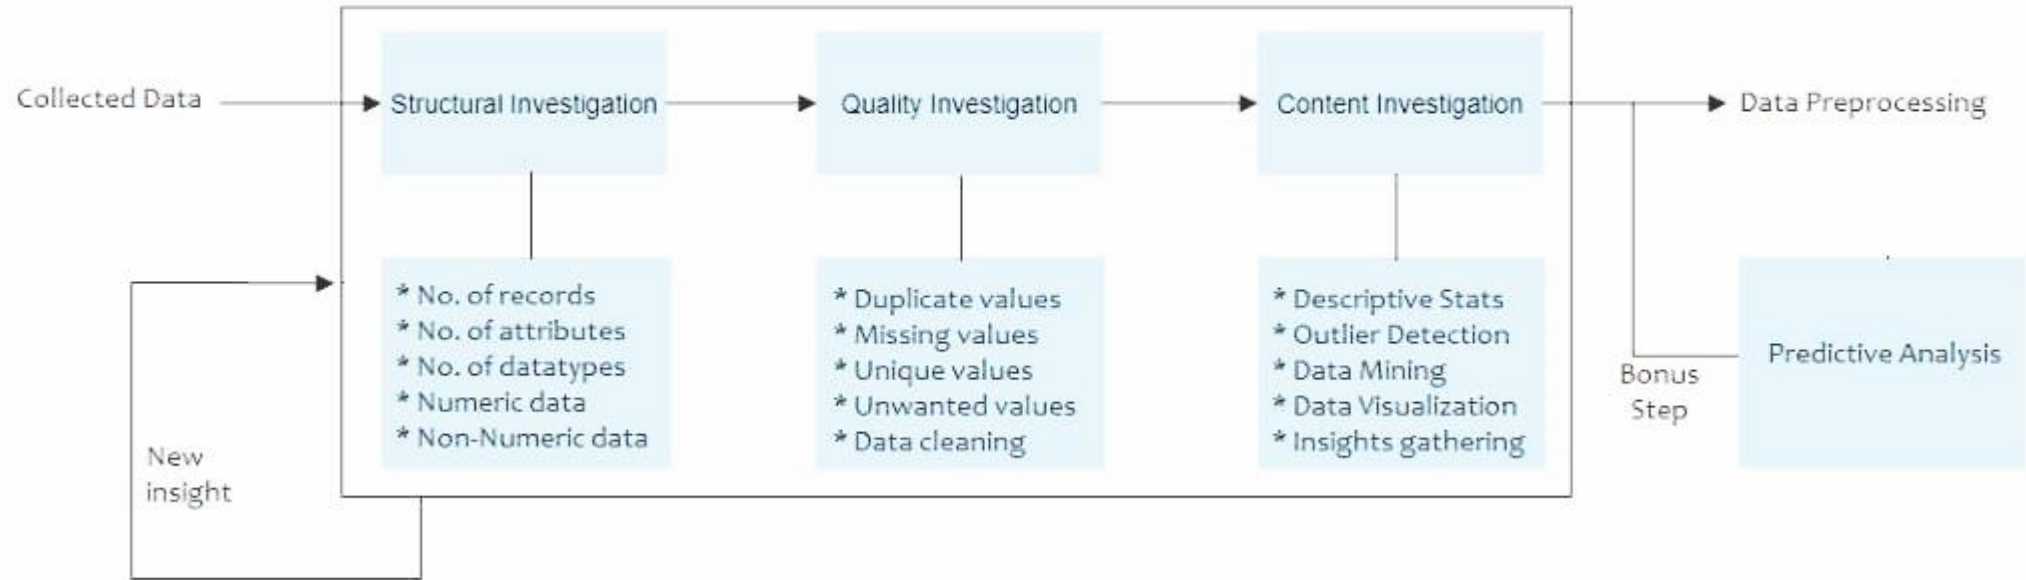 Collected Data
Structural Investigation
Quality Investigation
Content Investigation
Data Preprocessing
* No. of records
* No. of attributes
* No. of datatypes
* Numeric data
* Non-Numeric data
* Duplicate values
* Missing values
* Unique values
* Unwanted values
* Data cleaning
* Descriptive Stats
* Outlier Detection
* Data Mining
* Data Visualization
* Insights gathering
Bonus
Step
Predictive Analysis
New
insight